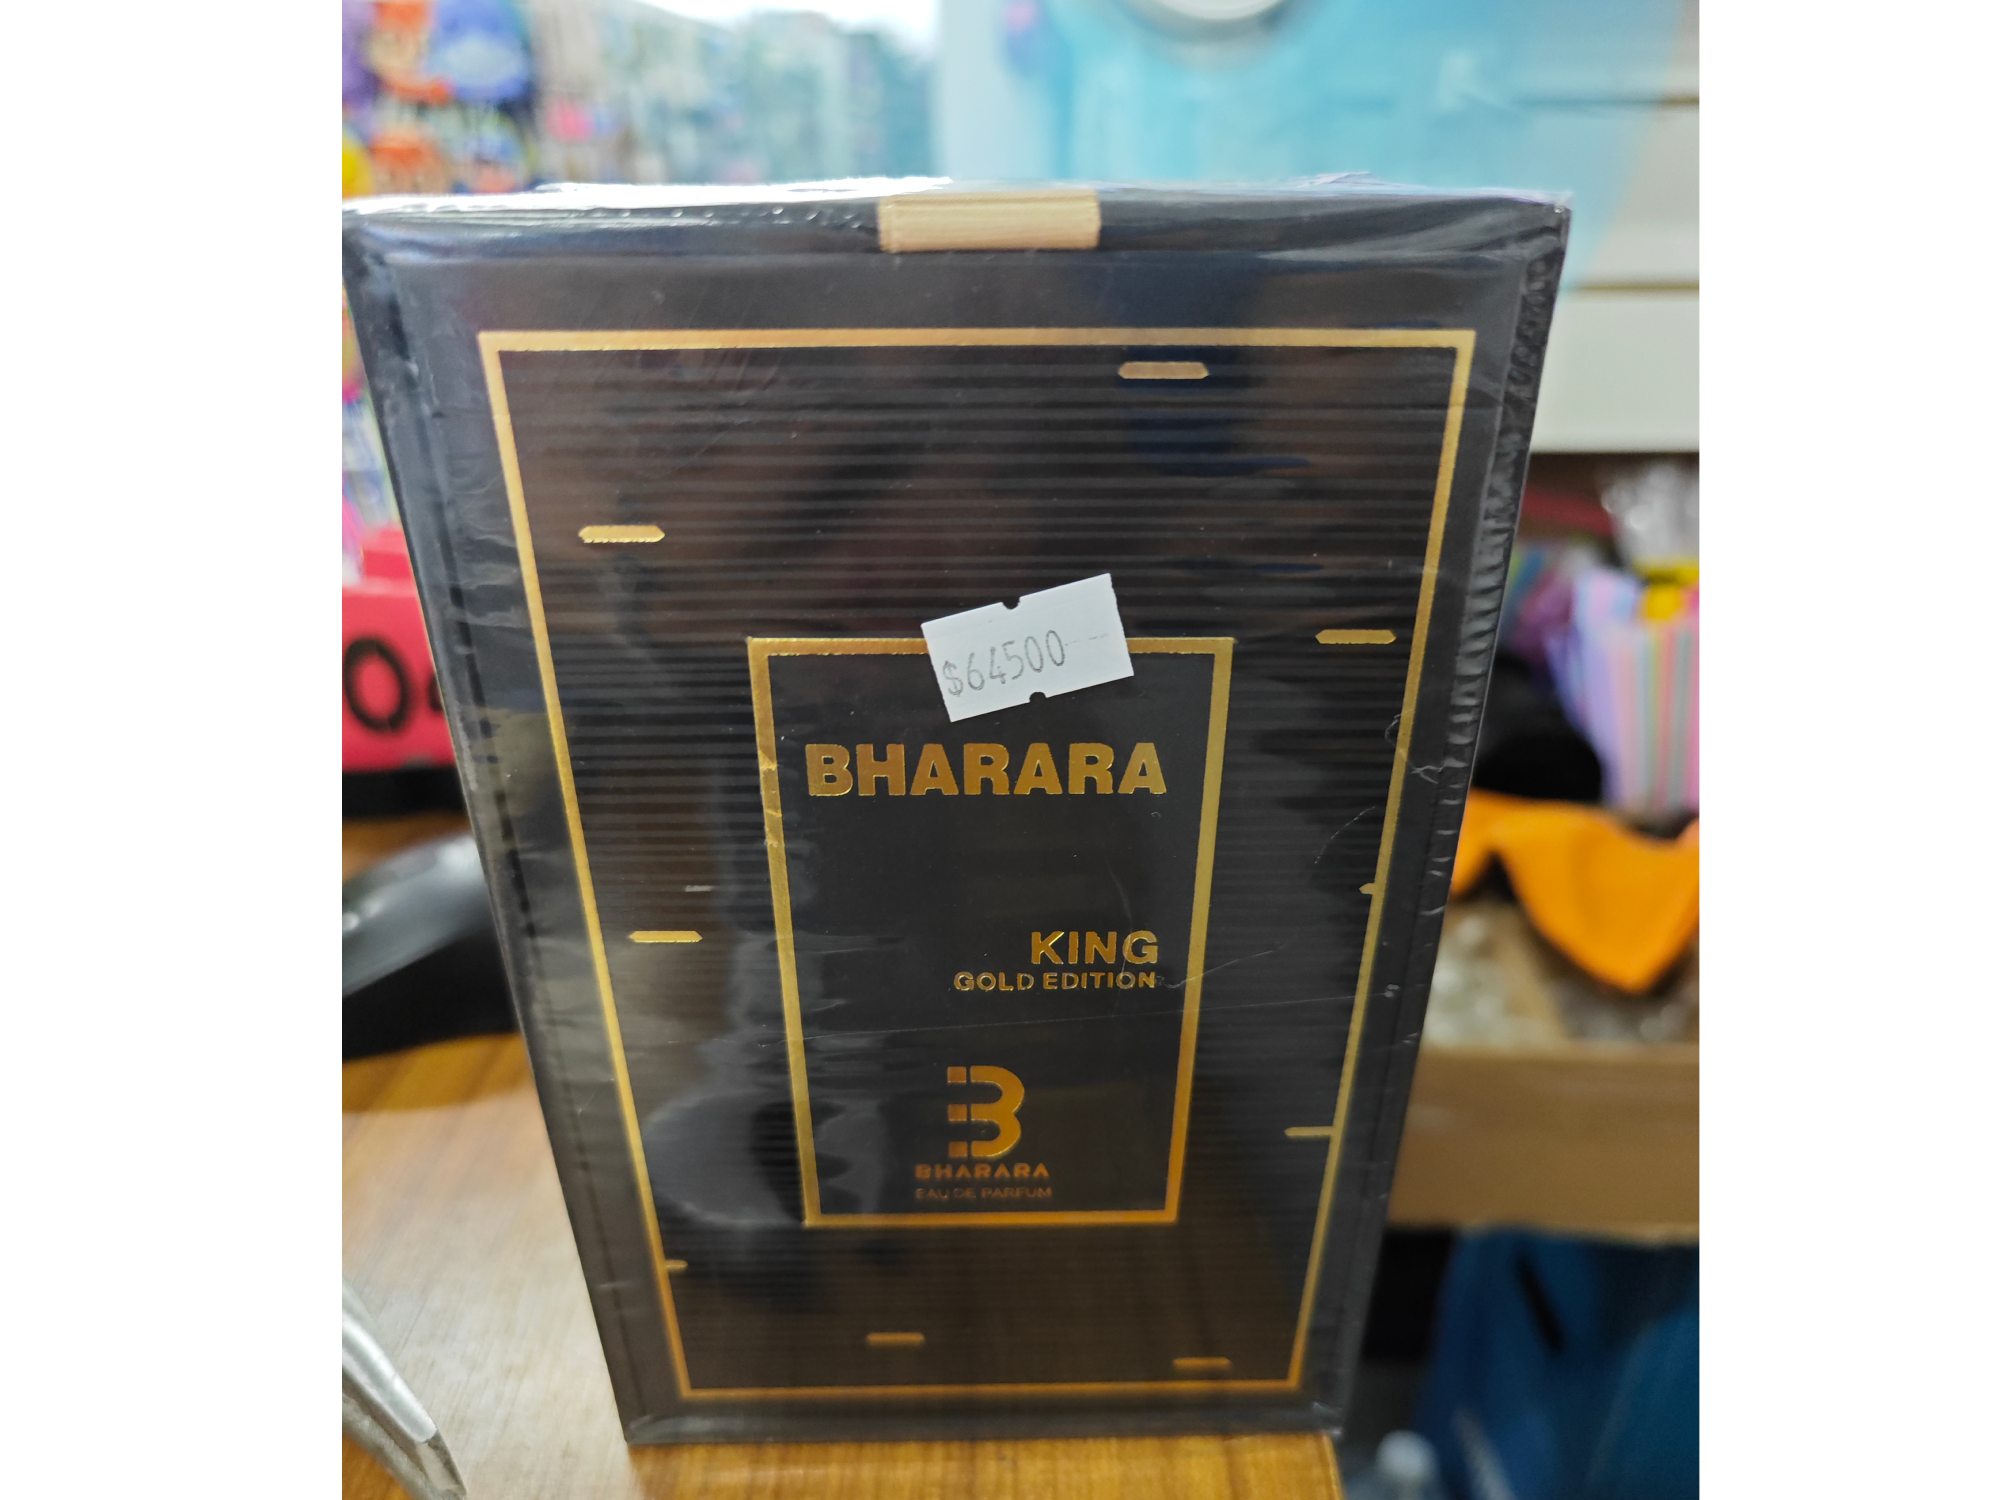 $64500
BHARARA
KING
GOLD EDITION
B
BHARARA
EAU DE PARFUM